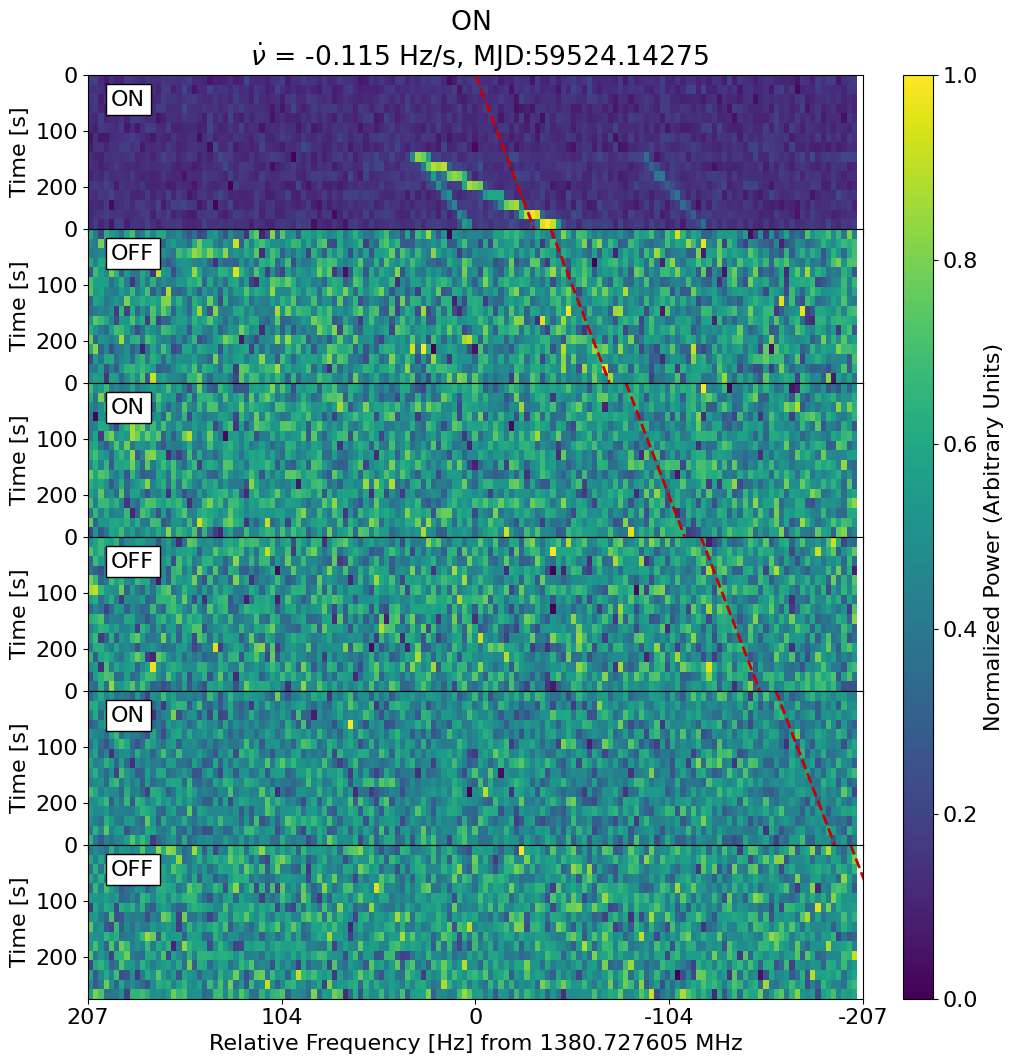 ON
ν̇ = -0.115 Hz/s, MJD:59524.14275
0
ON
100
Time [s]
200
0
OFF
100
Time [s]
200
0
ON
100
Time [s]
200
0
OFF
100
Time [s]
200
0
ON
100
Time [s]
200
0
OFF
100
Time [s]
200
207 104 0 -104 -207
Relative Frequency [Hz] from 1380.727605 MHz
1.0
0.8
0.6
0.4
0.2
0.0
Normalized Power (Arbitrary Units)